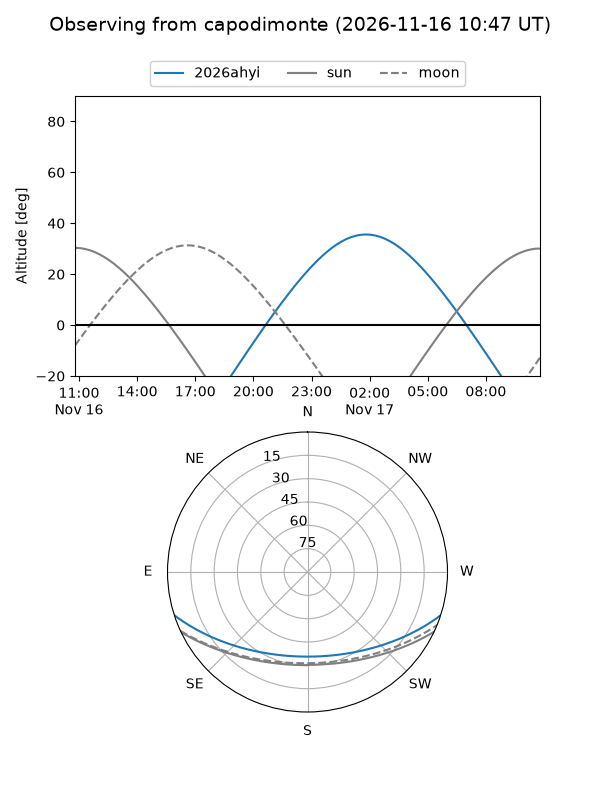 Observing from capodimonte (2026-11-16 10:47 UT)
2026ahyi sun moon
Altitude [deg]
80
60
40
20
0
−20
11:00 14:00 17:00 20:00 23:00 02:00 05:00 08:00
Nov 16 Nov 17
N
NE NW
15
30
45
60
75
E W
SE SW
S